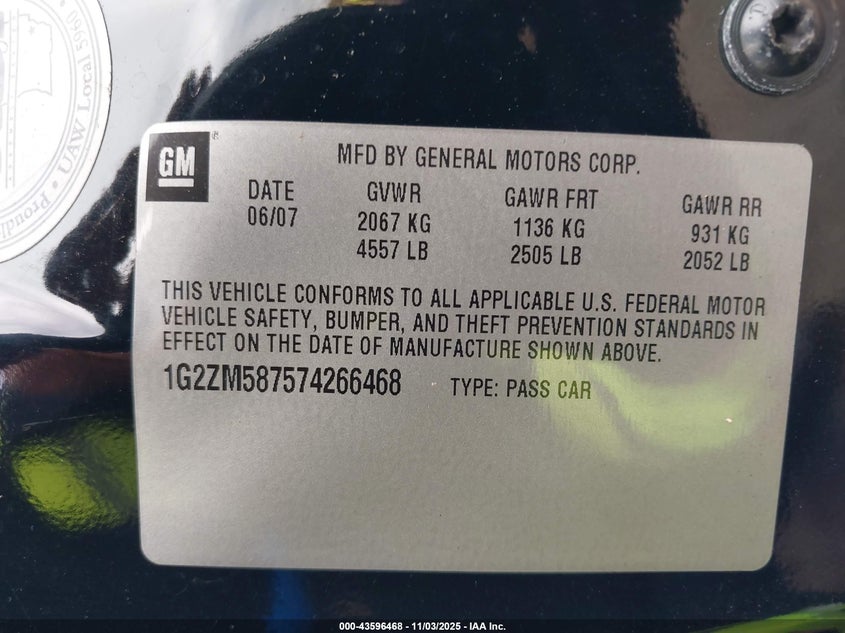 UAW Local 5960 •
Proudl
GM
®
MFD BY GENERAL MOTORS CORP.
DATE GVWR GAWR FRT GAWR RR
06/07 2067 KG 1136 KG 931 KG
4557 LB 2505 LB 2052 LB
THIS VEHICLE CONFORMS TO ALL APPLICABLE U.S. FEDERAL MOTOR
VEHICLE SAFETY, BUMPER, AND THEFT PREVENTION STANDARDS IN
EFFECT ON THE DATE OF MANUFACTURE SHOWN ABOVE.
1G2ZM587574266468 TYPE: PASS CAR
000-43596468 - 11/03/2025 - IAA Inc.